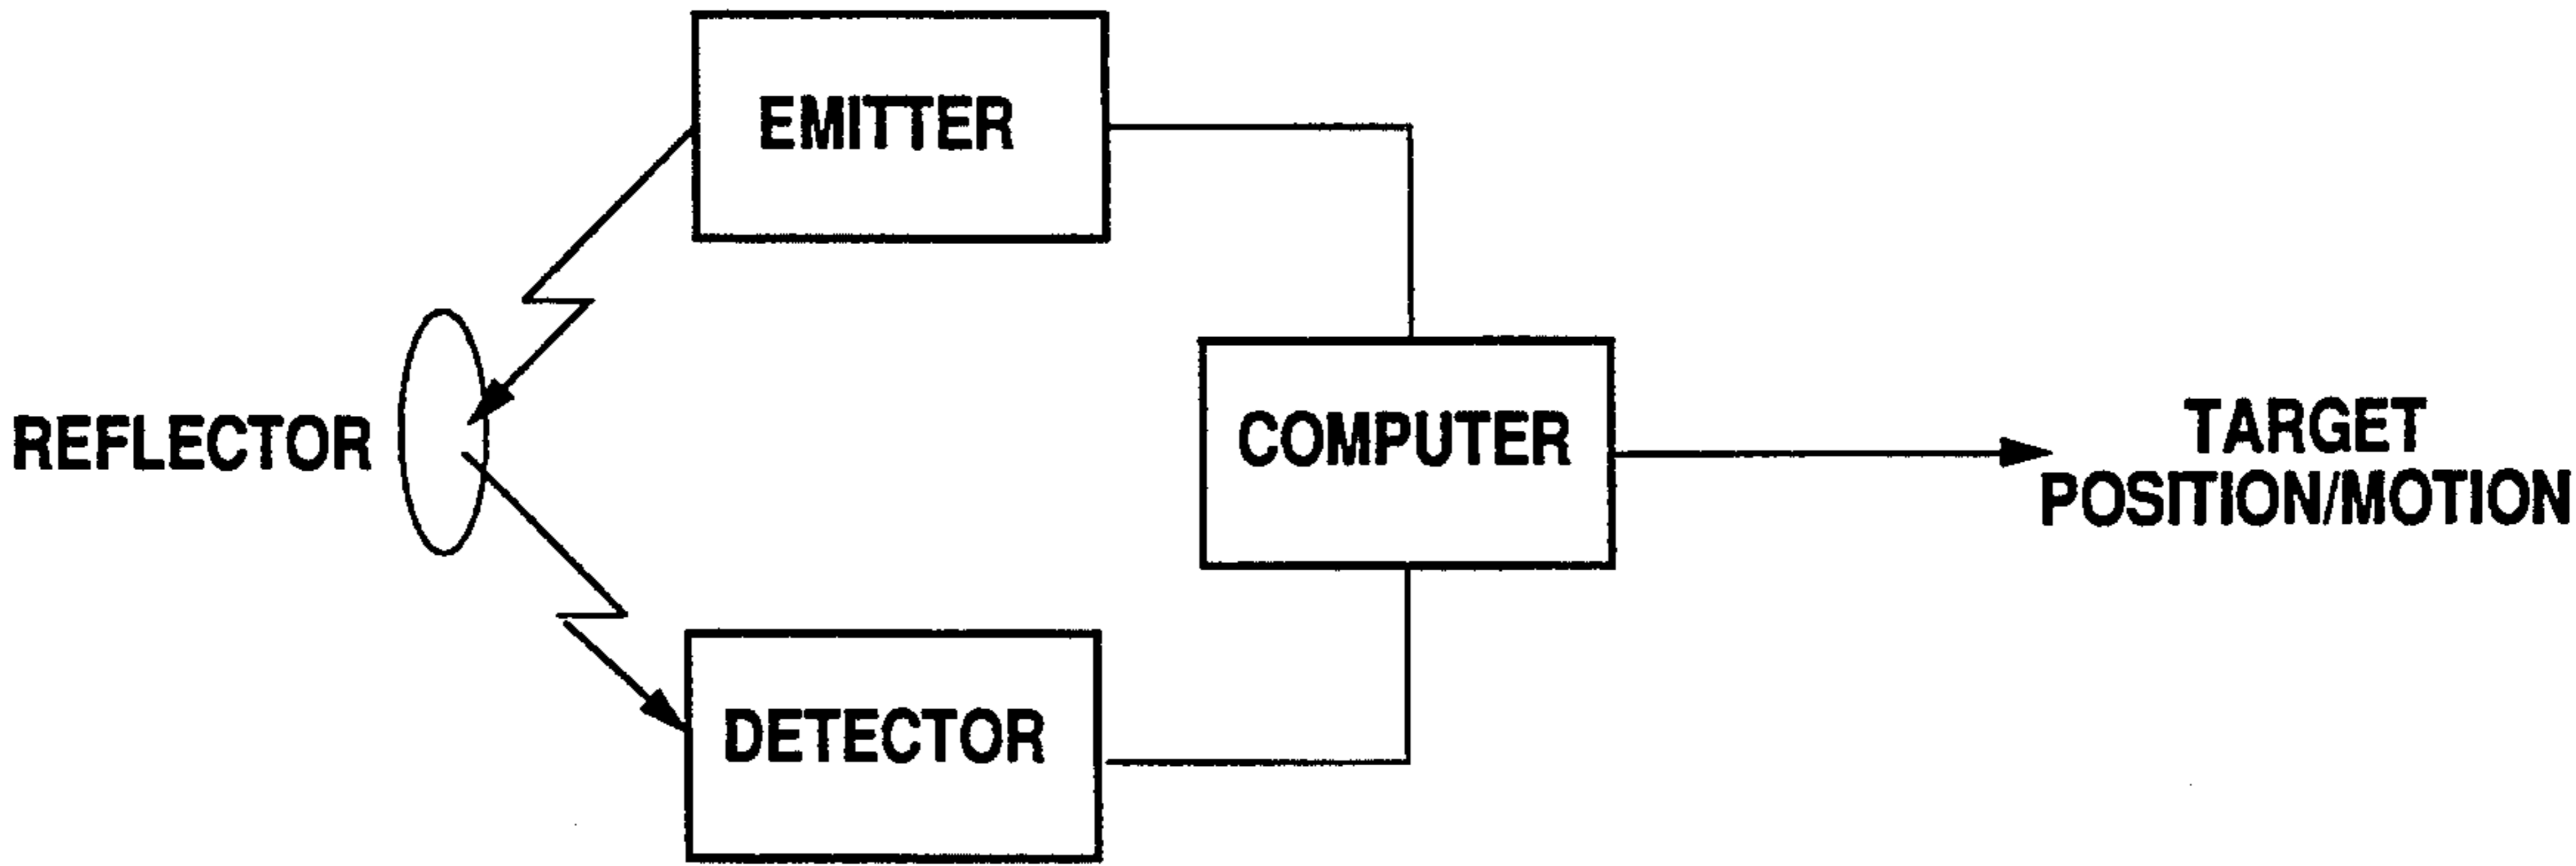 EMITTER
REFLECTOR
COMPUTER
TARGET
POSITION/MOTION
DETECTOR